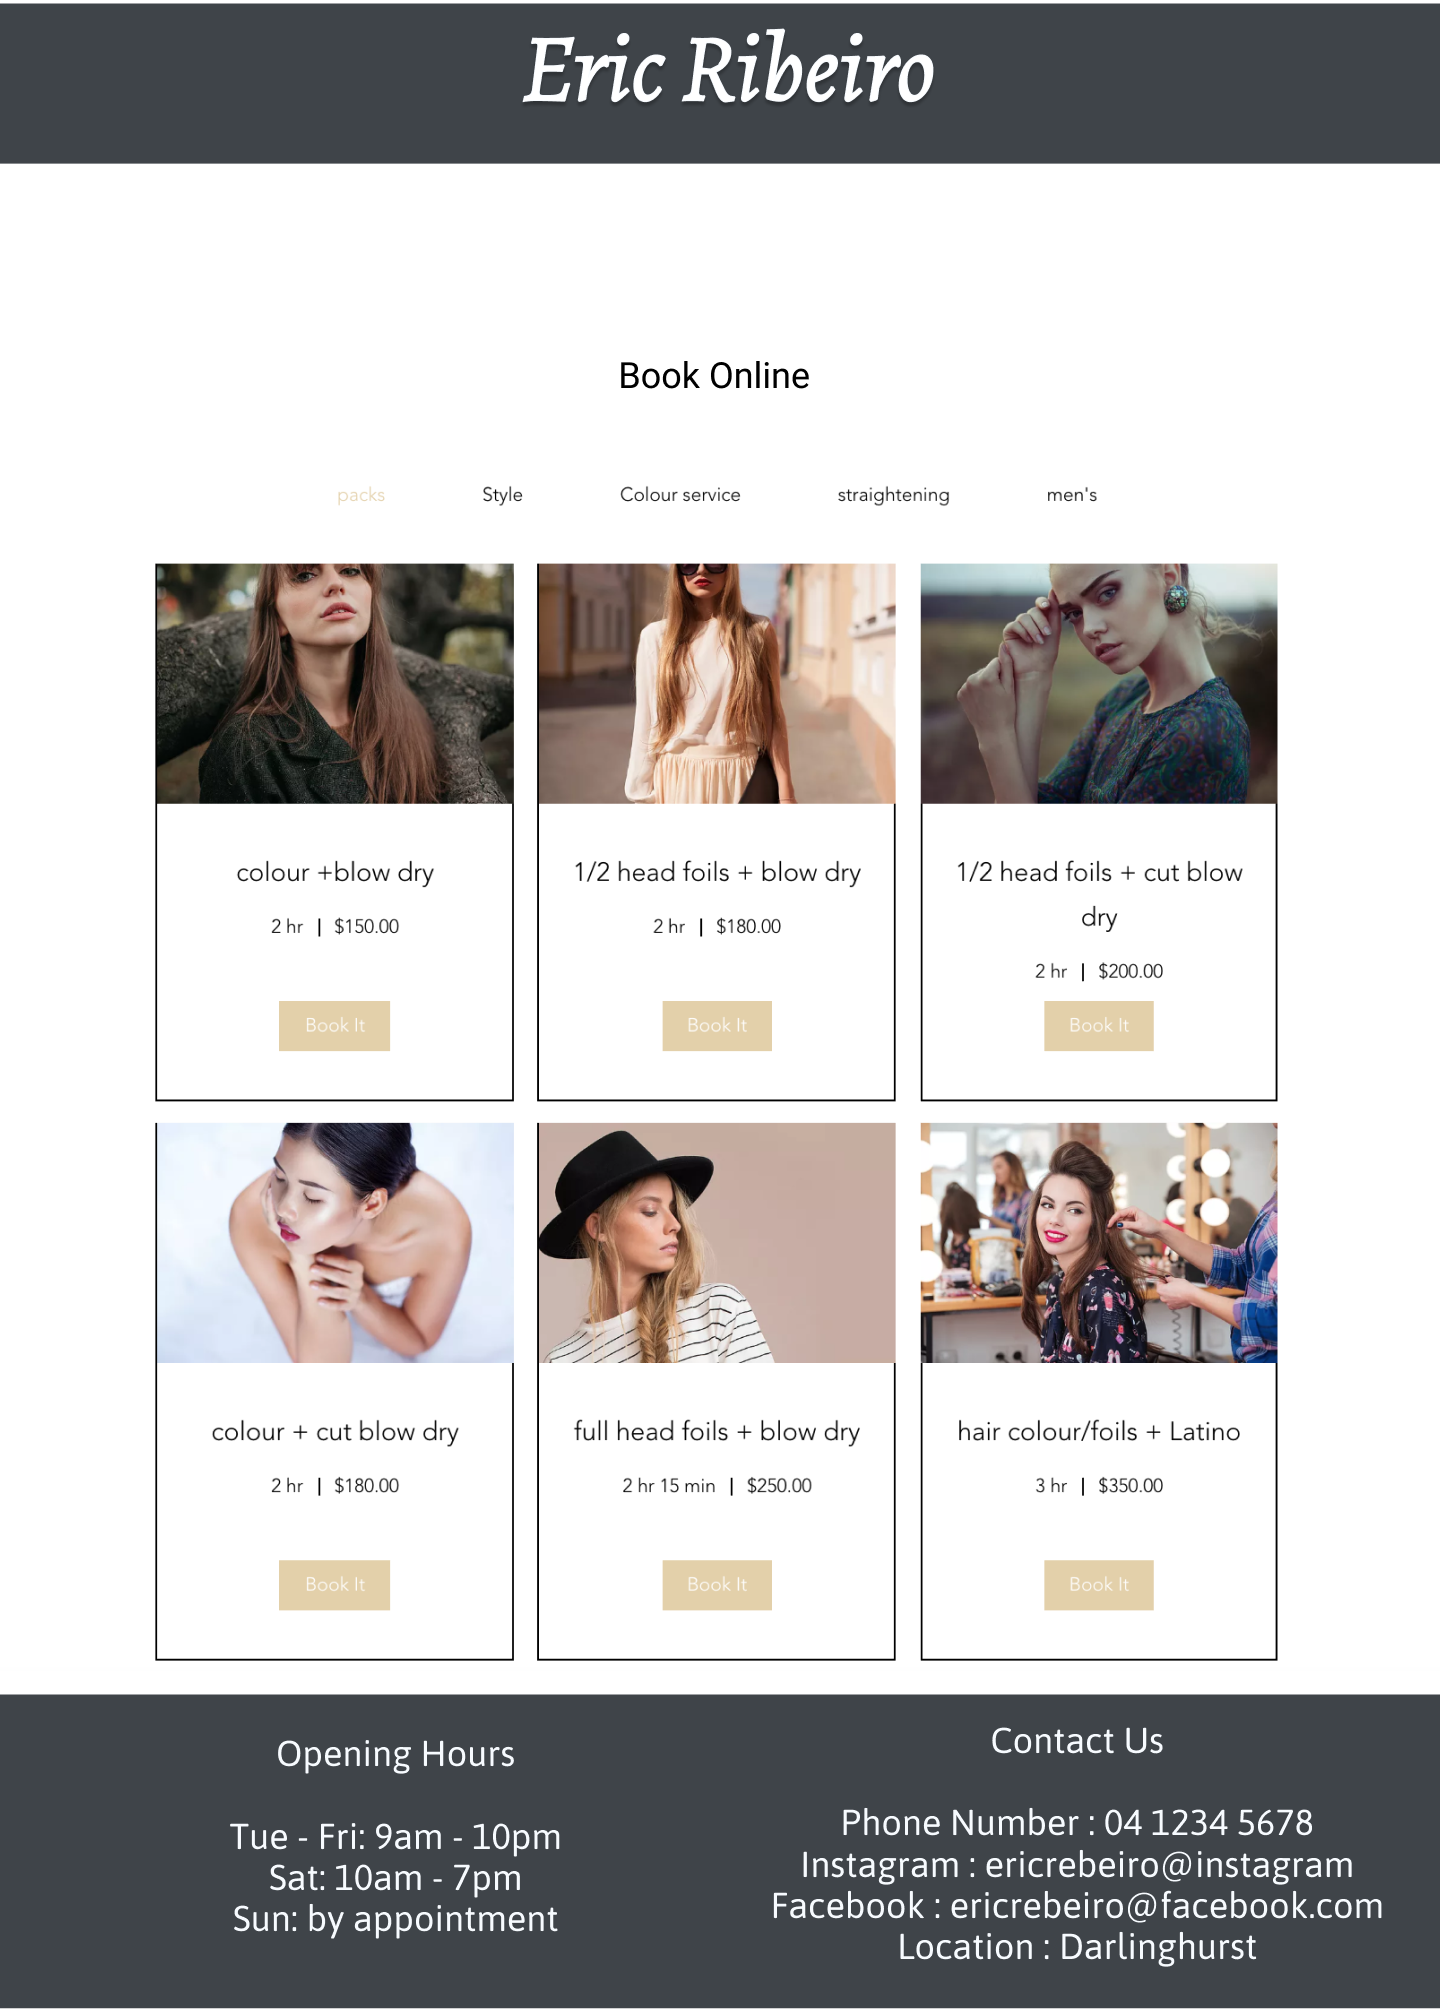 Eric Ribeiro
Book Online
packs Style Colour service straightening men's
colour +blow dry
2 hr | $150.00
Book It
1/2 head foils + blow dry
2 hr | $180.00
Book It
1/2 head foils + cut blow
dry
2 hr | $200.00
Book It
colour + cut blow dry
2 hr | $180.00
Book It
full head foils + blow dry
2 hr 15 min | $250.00
Book It
hair colour/foils + Latino
3 hr | $350.00
Book It
Opening Hours
Tue - Fri: 9am - 10pm
Sat: 10am - 7pm
Sun: by appointment
Contact Us
Phone Number : 04 1234 5678
Instagram : ericrebeiro@instagram
Facebook : ericrebeiro@facebook.com
Location : Darlinghurst